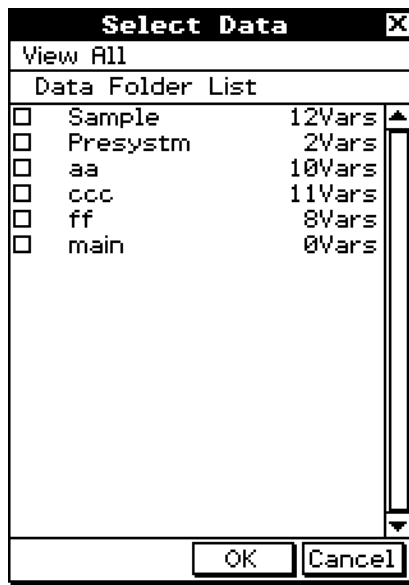 Select Data X
View All
Data Folder List
Sample 12Vars
Presystm 2Vars
aa 10Vars
ccc 11Vars
ff 8Vars
main 0Vars
OK Cancel